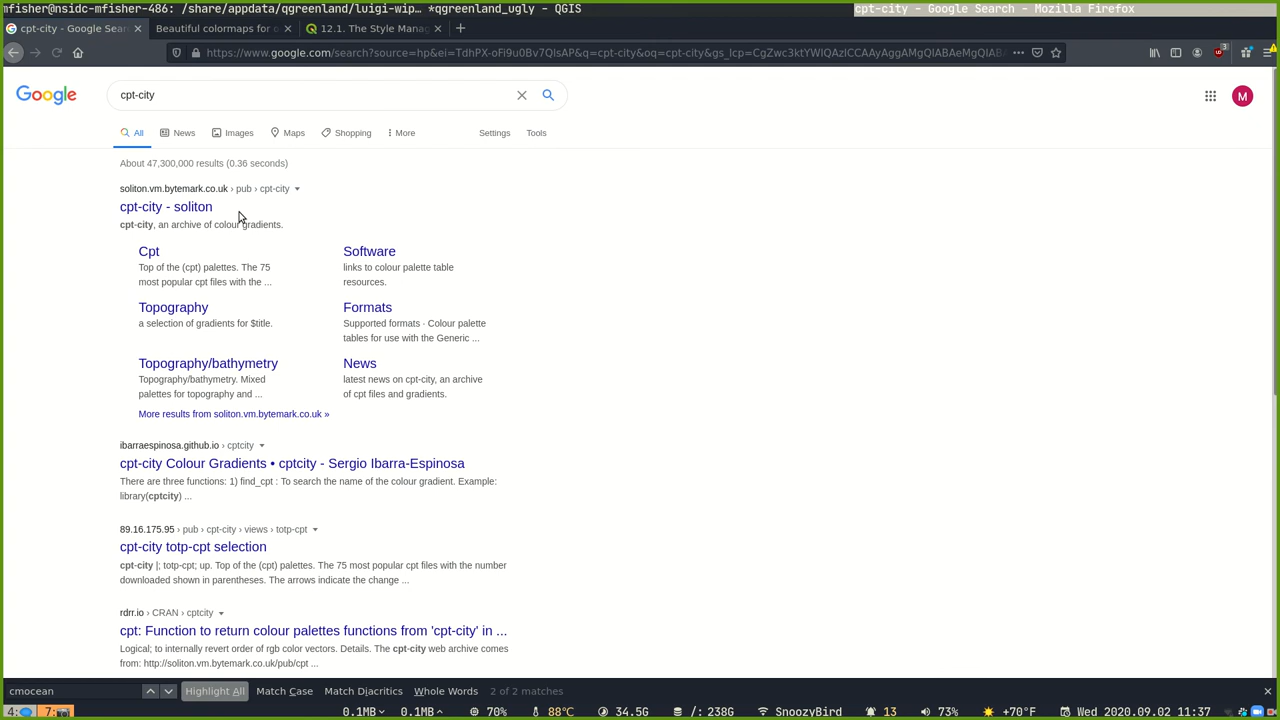 mfisher@nsidc-mfisher-486: /share/appdata/qgreenland/luigi-wip… *qgreenland_ugly - QGIS
cpt-city - Google Search - Mozilla Firefox
cpt-city - Google Sear
Beautiful colormaps for o
12.1. The Style Manag
https://www.google.com/search?source=hp&ei=TdhPX-oFi9u0Bv7QlsAP&q=cpt-city&oq=cpt-city&gs_lcp=CgZwc3ktYWIQAzICCAAyAggAMgQIABAeMgQIAB
3
Google
cpt-city
M
All
News
Images
Maps
Shopping
More
Settings
Tools
About 47,300,000 results (0.36 seconds)
soliton.vm.bytemark.co.uk › pub › cpt-city
cpt-city - soliton
cpt-city, an archive of colour gradients.
Cpt
Top of the (cpt) palettes. The 75
most popular cpt files with the ...
Software
links to colour palette table
resources.
Topography
a selection of gradients for $title.
Formats
Supported formats · Colour palette
tables for use with the Generic ...
Topography/bathymetry
Topography/bathymetry. Mixed
palettes for topography and ...
News
latest news on cpt-city, an archive
of cpt files and gradients.
More results from soliton.vm.bytemark.co.uk »
ibarraespinosa.github.io › cptcity
cpt-city Colour Gradients • cptcity - Sergio Ibarra-Espinosa
There are three functions: 1) find_cpt : To search the name of the colour gradient. Example:
library(cptcity) ...
89.16.175.95 › pub › cpt-city › views › totp-cpt
cpt-city totp-cpt selection
cpt-city |; totp-cpt; up. Top of the (cpt) palettes. The 75 most popular cpt files with the number
downloaded shown in parentheses. The arrows indicate the change ...
rdrr.io › CRAN › cptcity
cpt: Function to return colour palettes functions from 'cpt-city' in ...
Logical; to internally revert order of rgb color vectors. Details. The cpt-city web archive comes
from: http://soliton.vm.bytemark.co.uk/pub/cpt ...
cmocean
Highlight All
Match Case
Match Diacritics
Whole Words
2 of 2 matches
4:
7:
0.1MB
0.1MB
70%
88°C
34.5G
/: 238G
SnoozyBird
13
73%
+70°F
Wed 2020.09.02 11:37